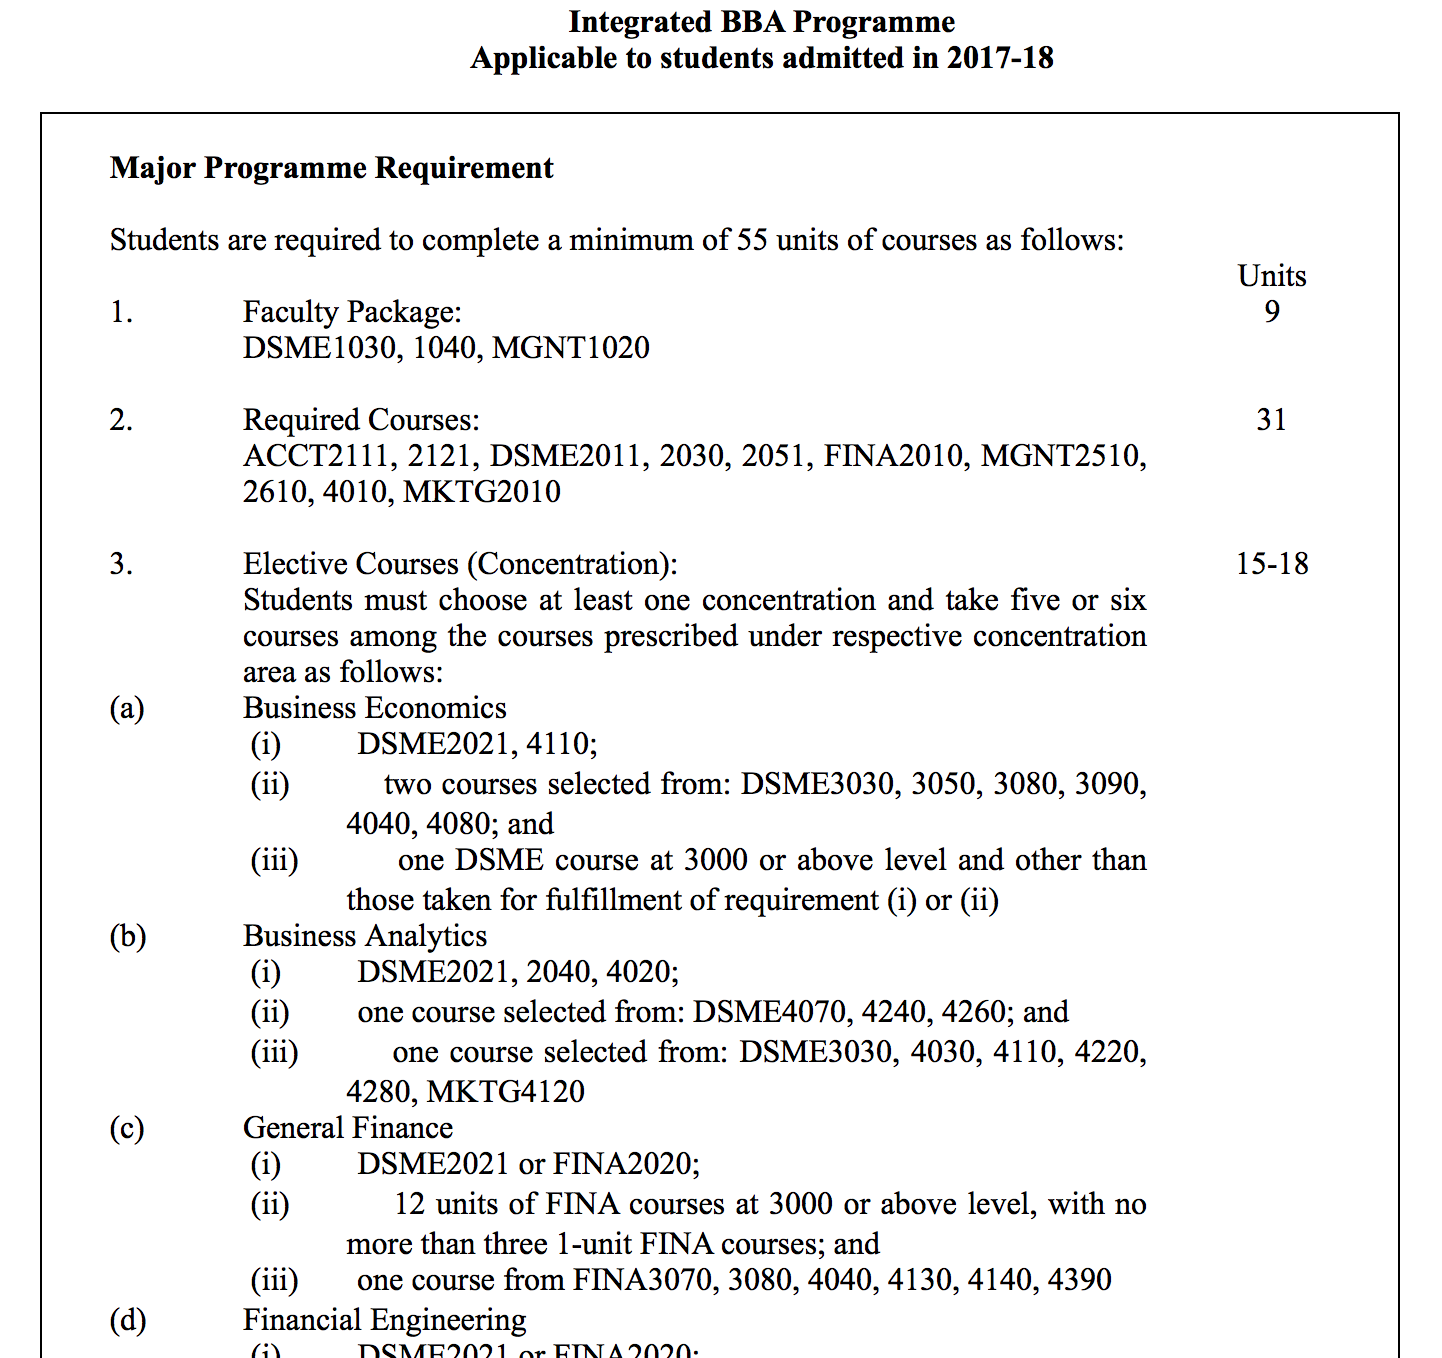 Integrated BBA Programme
Applicable to students admitted in 2017-18
Major Programme Requirement
Students are required to complete a minimum of 55 units of courses as follows:
Units
1. Faculty Package: 9
DSME1030, 1040, MGNT1020
2. Required Courses: 31
ACCT2111, 2121, DSME2011, 2030, 2051, FINA2010, MGNT2510,
2610, 4010, MKTG2010
3. Elective Courses (Concentration): 15-18
Students must choose at least one concentration and take five or six
courses among the courses prescribed under respective concentration
area as follows:
(a) Business Economics
(i) DSME2021, 4110;
(ii) two courses selected from: DSME3030, 3050, 3080, 3090,
4040, 4080; and
(iii) one DSME course at 3000 or above level and other than
those taken for fulfillment of requirement (i) or (ii)
(b) Business Analytics
(i) DSME2021, 2040, 4020;
(ii) one course selected from: DSME4070, 4240, 4260; and
(iii) one course selected from: DSME3030, 4030, 4110, 4220,
4280, MKTG4120
(c) General Finance
(i) DSME2021 or FINA2020;
(ii) 12 units of FINA courses at 3000 or above level, with no
more than three 1-unit FINA courses; and
(iii) one course from FINA3070, 3080, 4040, 4130, 4140, 4390
(d) Financial Engineering
(i) DSME2021 or FINA2020;